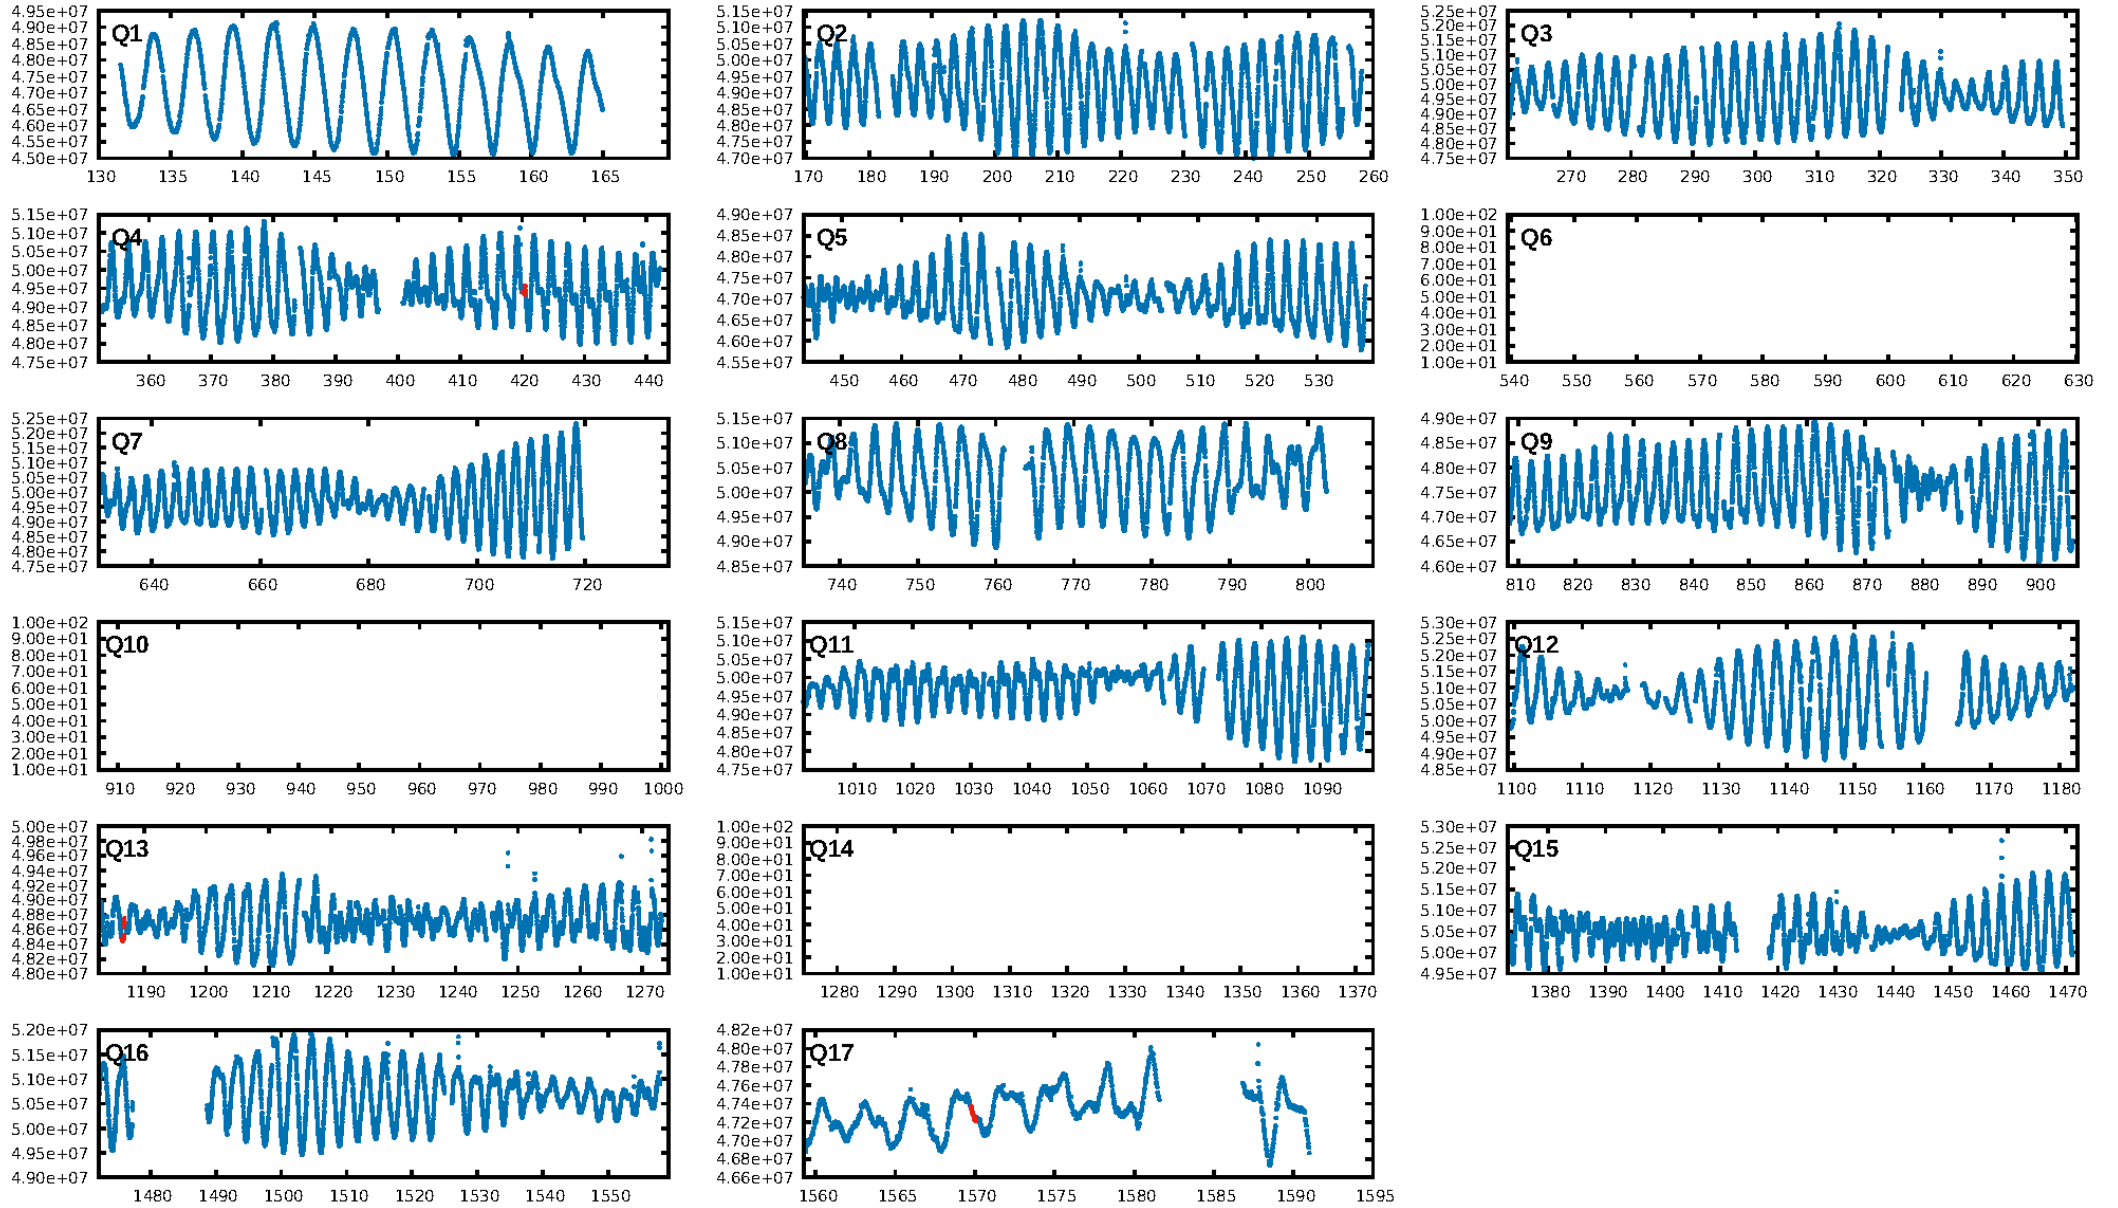 4.95e+07 4.90e+07 4.85e+07 4.80e+07 4.75e+07 4.70e+07 4.65e+07 4.60e+07 4.55e+07 4.50e+07
Q1
130 135 140 145 150 155 160 165
5.15e+07 5.10e+07 5.05e+07 5.00e+07 4.95e+07 4.90e+07 4.85e+07 4.80e+07 4.75e+07 4.70e+07
Q2
170 180 190 200 210 220 230 240 250 260
5.25e+07 5.20e+07 5.15e+07 5.10e+07 5.05e+07 5.00e+07 4.95e+07 4.90e+07 4.85e+07 4.80e+07 4.75e+07
Q3
270 280 290 300 310 320 330 340 350
5.15e+07 5.10e+07 5.05e+07 5.00e+07 4.95e+07 4.90e+07 4.85e+07 4.80e+07 4.75e+07
Q4
360 370 380 390 400 410 420 430 440
4.90e+07 4.85e+07 4.80e+07 4.75e+07 4.70e+07 4.65e+07 4.60e+07 4.55e+07
Q5
450 460 470 480 490 500 510 520 530
1.00e+02 9.00e+01 8.00e+01 7.00e+01 6.00e+01 5.00e+01 4.00e+01 3.00e+01 2.00e+01 1.00e+01
Q6
540 550 560 570 580 590 600 610 620 630
5.25e+07 5.20e+07 5.15e+07 5.10e+07 5.05e+07 5.00e+07 4.95e+07 4.90e+07 4.85e+07 4.80e+07 4.75e+07
Q7
640 660 680 700 720
5.15e+07 5.10e+07 5.05e+07 5.00e+07 4.95e+07 4.90e+07 4.85e+07
Q8
740 750 760 770 780 790 800
4.90e+07 4.85e+07 4.80e+07 4.75e+07 4.70e+07 4.65e+07 4.60e+07
Q9
810 820 830 840 850 860 870 880 890 900
1.00e+02 9.00e+01 8.00e+01 7.00e+01 6.00e+01 5.00e+01 4.00e+01 3.00e+01 2.00e+01 1.00e+01
Q10
910 920 930 940 950 960 970 980 990 1000
5.15e+07 5.10e+07 5.05e+07 5.00e+07 4.95e+07 4.90e+07 4.85e+07 4.80e+07 4.75e+07
Q11
1010 1020 1030 1040 1050 1060 1070 1080 1090
5.30e+07 5.25e+07 5.20e+07 5.15e+07 5.10e+07 5.05e+07 5.00e+07 4.95e+07 4.90e+07 4.85e+07
Q12
1100 1110 1120 1130 1140 1150 1160 1170 1180
5.00e+07 4.98e+07 4.96e+07 4.94e+07 4.92e+07 4.90e+07 4.88e+07 4.86e+07 4.84e+07 4.82e+07 4.80e+07
Q13
1190 1200 1210 1220 1230 1240 1250 1260 1270
1.00e+02 9.00e+01 8.00e+01 7.00e+01 6.00e+01 5.00e+01 4.00e+01 3.00e+01 2.00e+01 1.00e+01
Q14
1280 1290 1300 1310 1320 1330 1340 1350 1360 1370
5.30e+07 5.25e+07 5.20e+07 5.15e+07 5.10e+07 5.05e+07 5.00e+07 4.95e+07
Q15
1380 1390 1400 1410 1420 1430 1440 1450 1460 1470
5.20e+07 5.15e+07 5.10e+07 5.05e+07 5.00e+07 4.95e+07 4.90e+07
Q16
1480 1490 1500 1510 1520 1530 1540 1550
4.82e+07 4.80e+07 4.78e+07 4.76e+07 4.74e+07 4.72e+07 4.70e+07 4.68e+07 4.66e+07
Q17
1560 1565 1570 1575 1580 1585 1590 1595